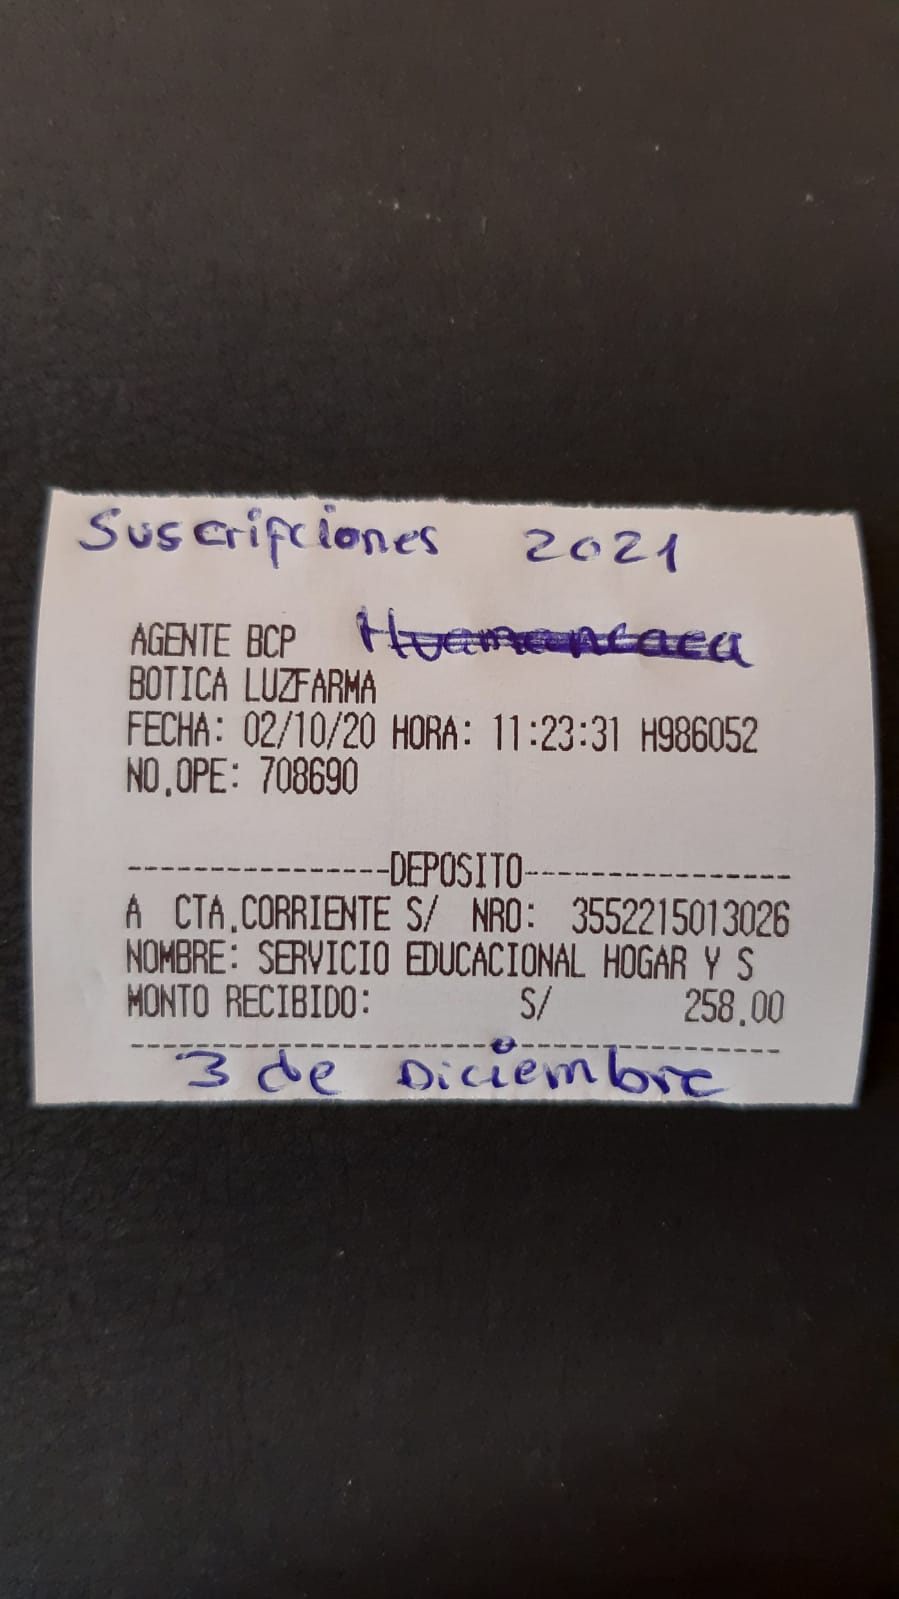 Suscripciones 2021
AGENTE BCP
BOTICA LUZFARMA
FECHA: 02/10/20 HORA: 11:23:31 H986052
NO.OPE: 708690
----------------DEPOSITO----------------
A CTA.CORRIENTE S/ NRO: 3552215013026
NOMBRE: SERVICIO EDUCACIONAL HOGAR Y S
MONTO RECIBIDO: S/ 258.00
----------------------------------------
3 de Diciembre